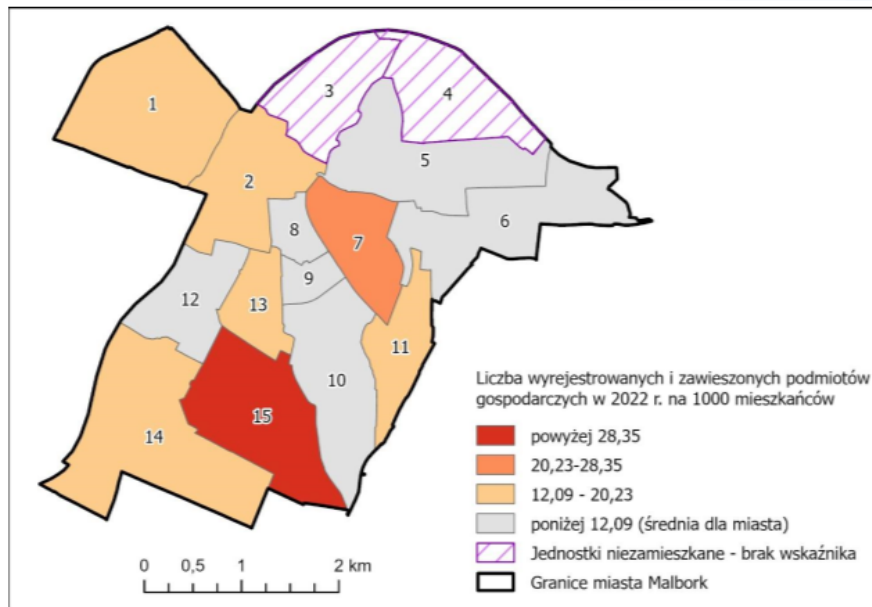 1
3
4
5
2
6
8
7
9
12
13
11
10
15
14
Liczba wyrejestrowanych i zawieszonych podmiotów
gospodarczych w 2022 r. na 1000 mieszkańców
powyżej 28,35
20,23-28,35
12,09 - 20,23
poniżej 12,09 (średnia dla miasta)
Jednostki niezamieszkane - brak wskaźnika
Granice miasta Malbork
0 0,5 1 2 km